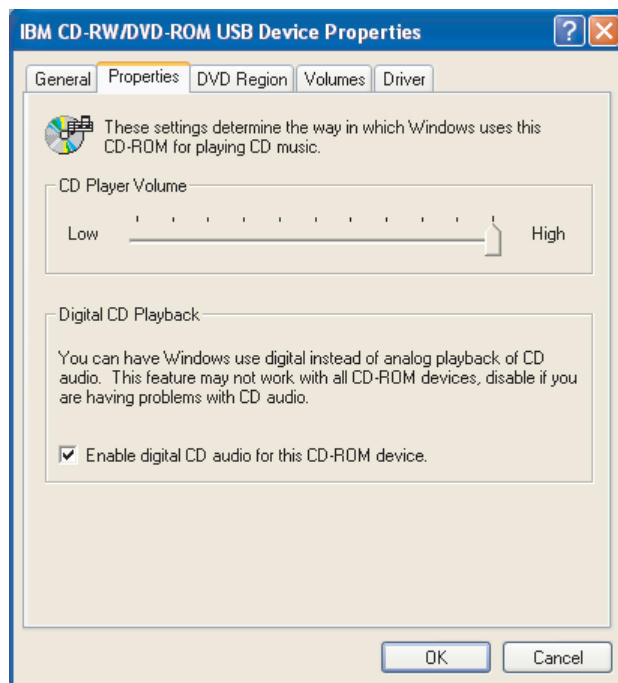 IBM CD-RW/DVD-ROM USB Device Properties
General Properties DVD Region Volumes Driver
These settings determine the way in which Windows uses this
CD-ROM for playing CD music.
CD Player Volume
Low High
Digital CD Playback
You can have Windows use digital instead of analog playback of CD
audio. This feature may not work with all CD-ROM devices, disable if you
are having problems with CD audio.
Enable digital CD audio for this CD-ROM device.
OK Cancel